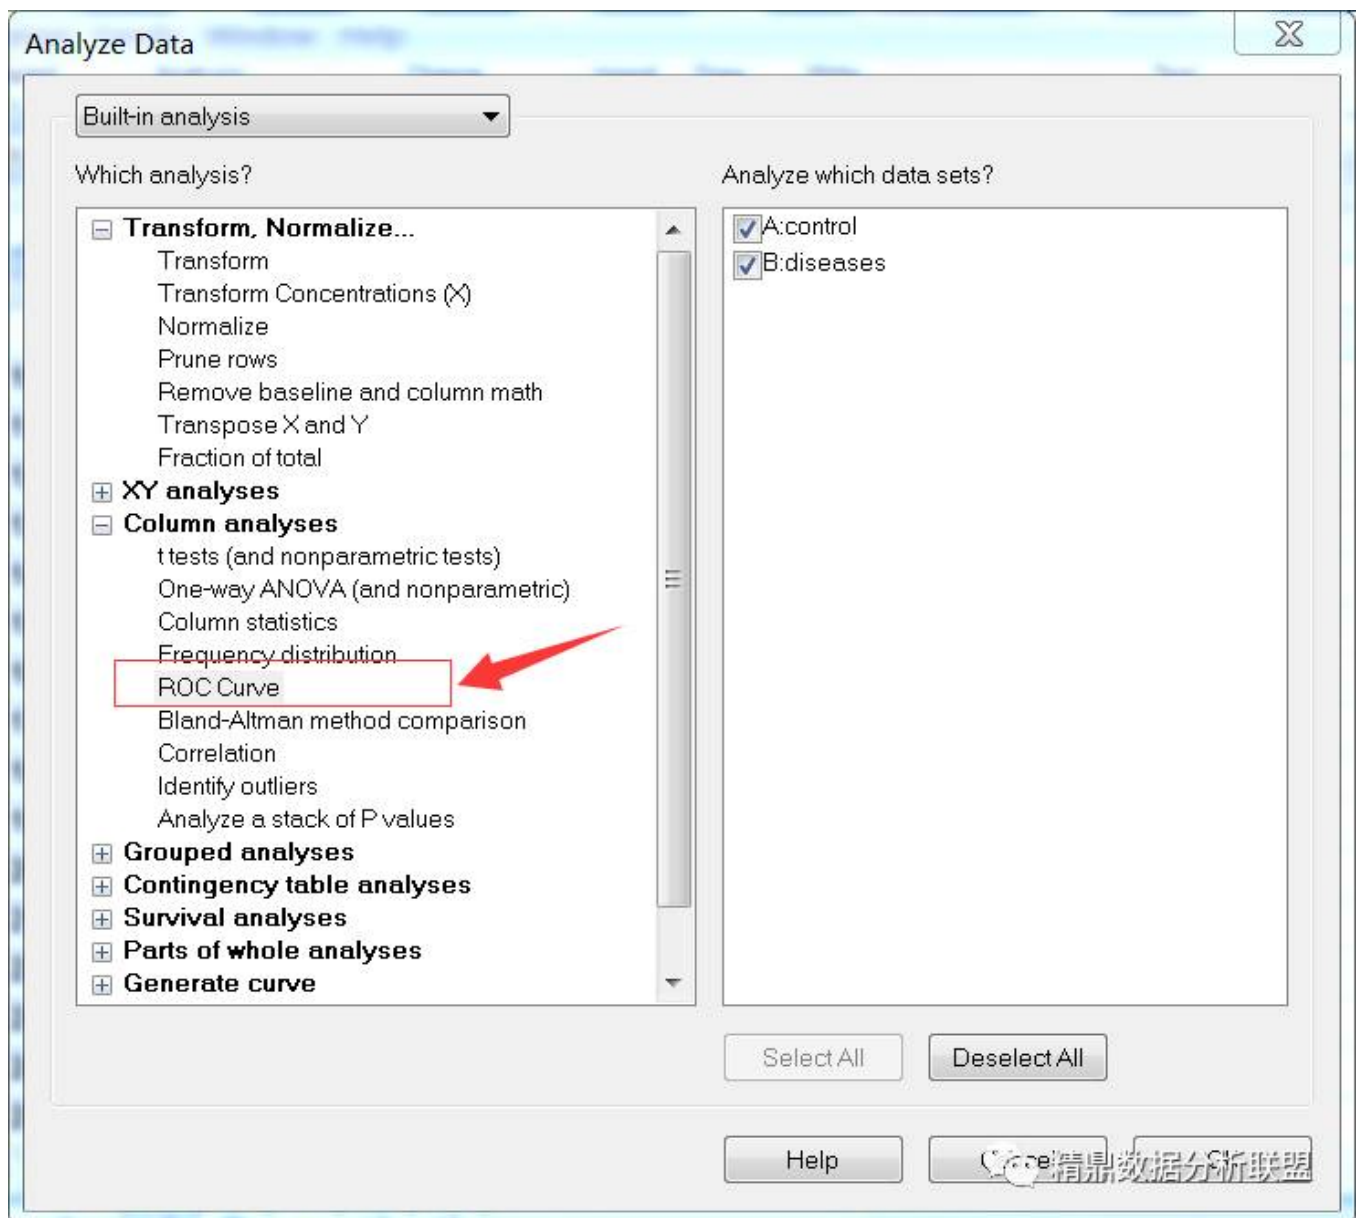 Analyze Data
Built-in analysis
Which analysis?
Analyze which data sets?
Transform, Normalize...
Transform
Transform Concentrations (X)
Normalize
Prune rows
Remove baseline and column math
Transpose X and Y
Fraction of total
XY analyses
Column analyses
t tests (and nonparametric tests)
One-way ANOVA (and nonparametric)
Column statistics
Frequency distribution
ROC Curve
Bland-Altman method comparison
Correlation
Identify outliers
Analyze a stack of P values
Grouped analyses
Contingency table analyses
Survival analyses
Parts of whole analyses
Generate curve
A:control
B:diseases
Select All
Deselect All
Help
精鼎数据分析联盟